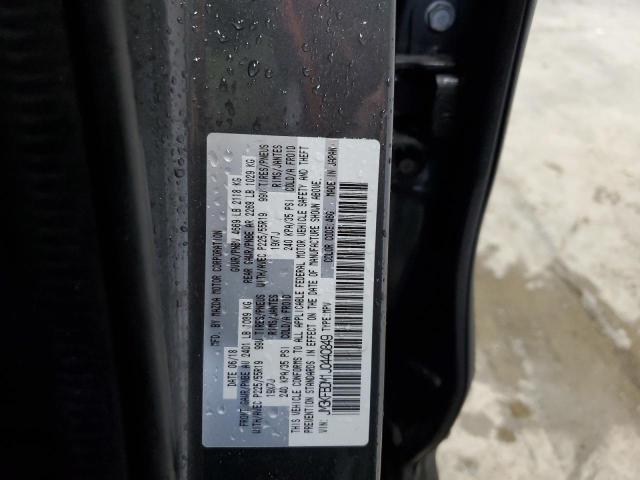 MFD. BY MAZDA MOTOR CORPORATION
DATE 06/18 GVWR/PNBV 4669 LB 2118 KG
FRONT GAWR/PNBE AV 2401 LB 1089 KG REAR GAWR/PNBE AR 2269 LB 1029 KG
WITH/AVEC P225/55R19 99V TIRES/PNEUS WITH/AVEC P225/55R19 99V TIRES/PNEUS
19X7J RIMS/JANTES 19X7J RIMS/JANTES
240 KPA/35 PSI COLD/A FROID 240 KPA/35 PSI COLD/A FROID
THIS VEHICLE CONFORMS TO ALL APPLICABLE FEDERAL MOTOR VEHICLE SAFETY AND THEFT
PREVENTION STANDARDS IN EFFECT ON THE DATE OF MANUFACTURE SHOWN ABOVE.
VIN: JM3KFBDM1J0440849 TYPE:MPV COLOR CODE:46G MADE IN JAPAN